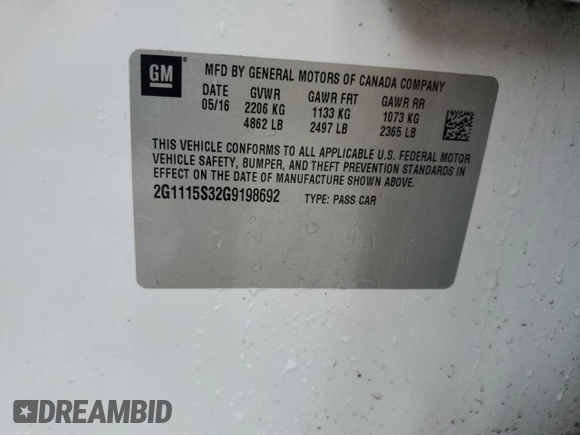 GM
MFD BY GENERAL MOTORS OF CANADA COMPANY
DATE GVWR GAWR FRT GAWR RR
05/16 2206 KG 1133 KG 1073 KG
4862 LB 2497 LB 2365 LB
THIS VEHICLE CONFORMS TO ALL APPLICABLE U.S. FEDERAL MOTOR
VEHICLE SAFETY, BUMPER, AND THEFT PREVENTION STANDARDS IN
EFFECT ON THE DATE OF MANUFACTURE SHOWN ABOVE.
2G1115S32G9198692 TYPE: PASS CAR
DREAMBID